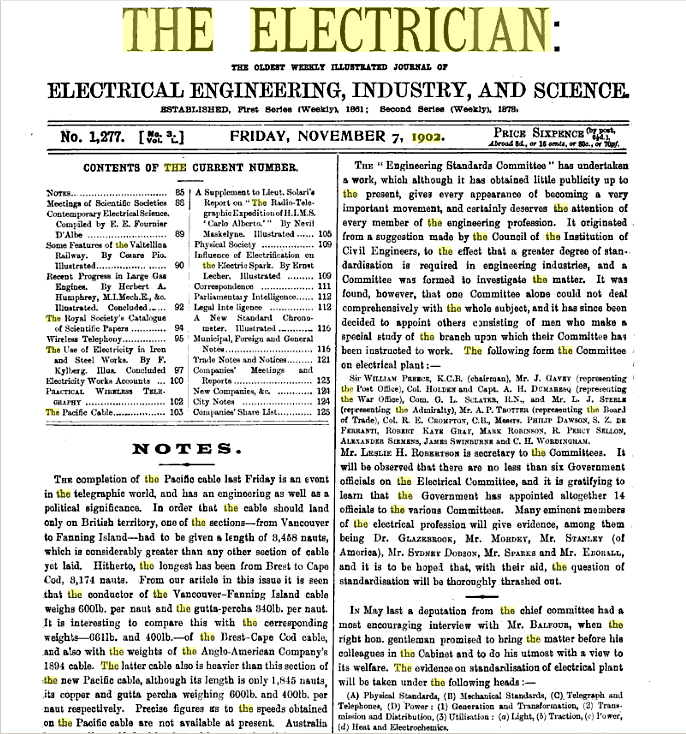 THE ELECTRICIAN:
THE OLDEST WEEKLY ILLUSTRATED JOURNAL OF
ELECTRICAL ENGINEERING, INDUSTRY, AND SCIENCE.
ESTABLISHED, First Series (Weekly), 1861; Second Series (Weekly), 1878.
No. 1,277. [No. 3, Vol. L.] FRIDAY, NOVEMBER 7, 1902. PRICE SIXPENCE (by post,
Abroad 8d., or 16 cents, or 80c., or 70pf.
CONTENTS OF THE CURRENT NUMBER.
NOTES 85
Meetings of Scientific Societies 88
Contemporary Electrical Science.
Compiled by E. E. Fournier
D'Albe 89
Some Features of the Valtellina
Railway. By Cesare Pio.
Illustrated 90
Recent Progress in Large Gas
Engines. By Herbert A.
Humphrey, M.I.Mech.E., &c.
Illustrated. Concluded 92
The Royal Society's Catalogue
of Scientific Papers 94
Wireless Telephony 95
The Use of Electricity in Iron
and Steel Works. By F.
Kylberg. Illus. Concluded 97
Electricity Works Accounts 100
PRACTICAL WIRELESS TELE-
GRAPHY 102
The Pacific Cable 103
A Supplement to Lieut. Solari's
Report on "The Radio-Tele-
graphic Expedition of H.I.M.S.
'Carlo Alberto.'" By Nevil
Maskelyne. Illustrated 105
Physical Society 109
Influence of Electrification on
the Electric Spark. By Ernst
Lecher. Illustrated 109
Correspondence 111
Parliamentary Intelligence 112
Legal Intelligence 112
A New Standard Chrono-
meter. Illustrated 116
Municipal, Foreign and General
Notes 116
Trade Notes and Notices 121
Companies' Meetings and
Reports 123
New Companies, &c. 124
City Notes 124
Companies' Share List 125
NOTES.
THE completion of the Pacific cable last Friday is an event
in the telegraphic world, and has an engineering as well as a
political significance. In order that the cable should land
only on British territory, one of the sections—from Vancouver
to Fanning Island—had to be given a length of 3,458 nauts,
which is considerably greater than any other section of cable
yet laid. Hitherto, the longest has been from Brest to Cape
Cod, 3,174 nauts. From our article in this issue it is seen
that the conductor of the Vancouver-Fanning Island cable
weighs 600lb. per naut and the gutta-percha 340lb. per naut.
It is interesting to compare this with the corresponding
weights—661lb. and 400lb.—of the Brest-Cape Cod cable,
and also with the weights of the Anglo-American Company's
1894 cable. The latter cable also is heavier than this section of
the new Pacific cable, although its length is only 1,845 nauts,
its copper and gutta percha weighing 600lb. and 400lb. per
naut respectively. Precise figures as to the speeds obtained
on the Pacific cable are not available at present. Australia
THE "Engineering Standards Committee" has undertaken
a work, which although it has obtained little publicity up to
the present, gives every appearance of becoming a very
important movement, and certainly deserves the attention of
every member of the engineering profession. It originated
from a suggestion made by the Council of the Institution of
Civil Engineers, to the effect that a greater degree of stan-
dardisation is required in engineering industries, and a
Committee was formed to investigate the matter. It was
found, however, that one Committee alone could not deal
comprehensively with the whole subject, and it has since been
decided to appoint others consisting of men who make a
special study of the branch upon which their Committee has
been instructed to work. The following form the Committee
on electrical plant:—
Sir WILLIAM PREECE, K.C.B. (chairman), Mr. J. GAVEY (representing
the Post Office), Col. HOLDEN and Capt. A. H. DUMARESQ (representing
the War Office), Com. G. L. SCLATER, R.N., and Mr. L. J. STEELE
(representing the Admiralty), Mr. A. P. TROTTER (representing the Board
of Trade), Col. R. E. CROMPTON, C.B., Messrs. PHILIP DAWSON, S. Z. DE
FERRANTI, ROBERT KAYE GRAY, MARK ROBINSON, R. PERCY SELLON,
ALEXANDER SIEMENS, JAMES SWINBURNE and C. H. WORDINGHAM.
Mr. LESLIE H. ROBERTSON is secretary to the Committees. It
will be observed that there are no less than six Government
officials on the Electrical Committee, and it is gratifying to
learn that the Government has appointed altogether 14
officials to the various Committees. Many eminent members
of the electrical profession will give evidence, among them
being Dr. GLAZEBROOK, Mr. MORDEY, Mr. STANLEY (of
America), Mr. SYDNEY DOBSON, Mr. SPARKS and Mr. EDGHALL,
and it is to be hoped that, with their aid, the question of
standardisation will be thoroughly thrashed out.
IN May last a deputation from the chief committee had a
most encouraging interview with Mr. BALFOUR, when the
right hon. gentleman promised to bring the matter before his
colleagues in the Cabinet and to do his utmost with a view to
its welfare. The evidence on standardisation of electrical plant
will be taken under the following heads:—
(A) Physical Standards, (B) Mechanical Standards, (C) Telegraph and
Telephones, (D) Power: (1) Generation and Transformation, (2) Trans-
mission and Distribution, (3) Utilisation: (a) Light, (b) Traction, (c) Power,
(d) Heat and Electrochemics.